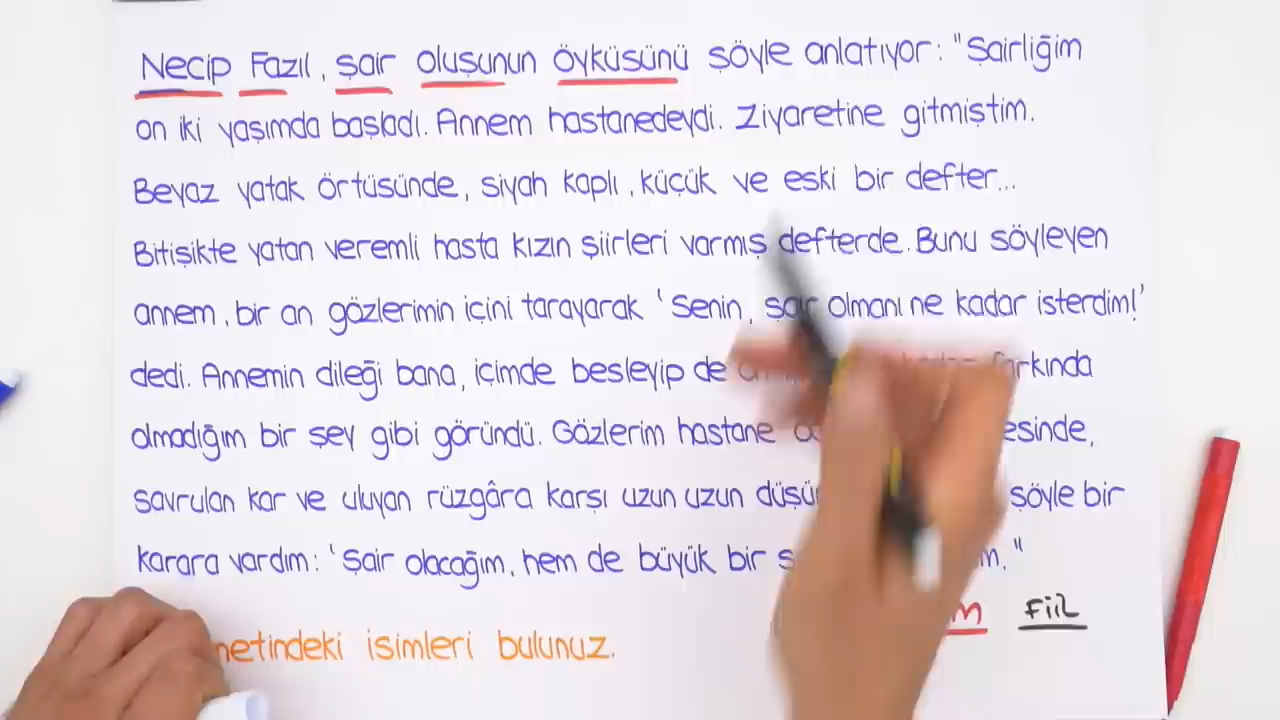 Necip Fazıl, şair oluşunun öyküsünü şöyle anlatıyor: "Şairliğim
on iki yaşımda başladı. Annem hastanedeydi. Ziyaretine gitmiştim.
Beyaz yatak örtüsünde, siyah kaplı, küçük ve eski bir defter...
Bitişikte yatan veremli hasta kızın şiirleri varmış defterde. Bunu söyleyen
annem, bir an gözlerimin içini tarayarak 'Senin, şair olmanı ne kadar isterdim!'
dedi. Annemin dileği bana, içimde besleyip de
olmadığım bir şey gibi göründü. Gözlerim hastane
savrulan kar ve uluyan rüzgâra karşı uzun uzun şöyle bir
karara vardım: 'Şair olacağım, hem de büyük bir
Fiil
isimleri bulunuz.